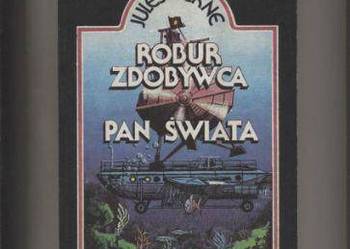 JULES VERNE
ROBUR
ZDOBYWCA
PAN ŚWIATA